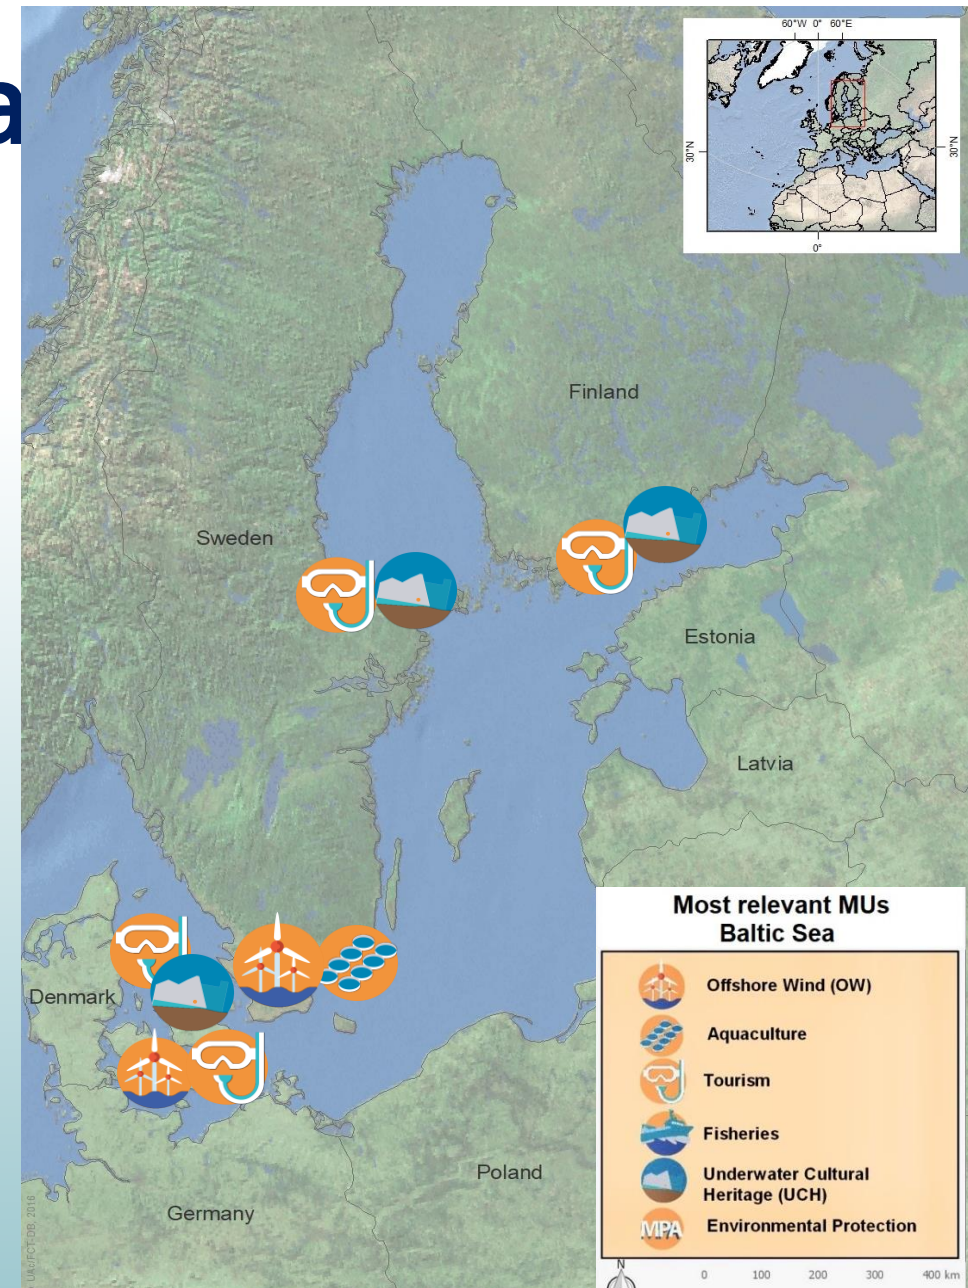 a
60°W 0° 60°E
30°N
30°N
0°
Finland
Sweden
Estonia
Latvia
Denmark
Poland
Germany
Most relevant MUs
Baltic Sea
Offshore Wind (OW)
Aquaculture
Tourism
Fisheries
Underwater Cultural
Heritage (UCH)
MPA Environmental Protection
N
0 100 200 300 400 km
2016